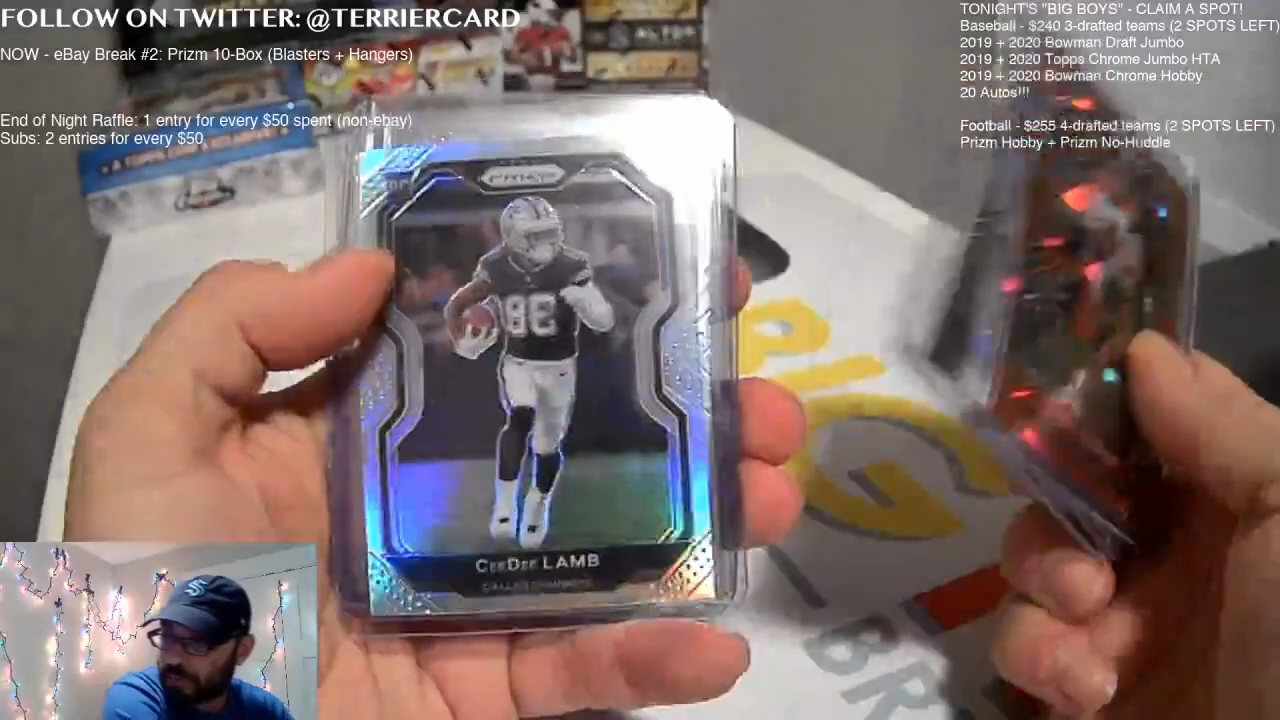 FOLLOW ON TWITTER: @TERRIERCARD
NOW - eBay Break #2: Prizm 10-Box (Blasters + Hangers)
End of Night Raffle: 1 entry for every $50 spent (non-ebay)
Subs: 2 entries for every $50
TONIGHT'S "BIG BOYS" - CLAIM A SPOT!
Baseball - $240 3-drafted teams (2 SPOTS LEFT)
2019 + 2020 Bowman Draft Jumbo
2019 + 2020 Topps Chrome Jumbo HTA
2019 + 2020 Bowman Chrome Hobby
20 Autos!!!
Football - $255 4-drafted teams (2 SPOTS LEFT)
Prizm Hobby + Prizm No-Huddle
PRIZM
88
CEEDEE LAMB
DALLAS COWBOYS
BIG
BR